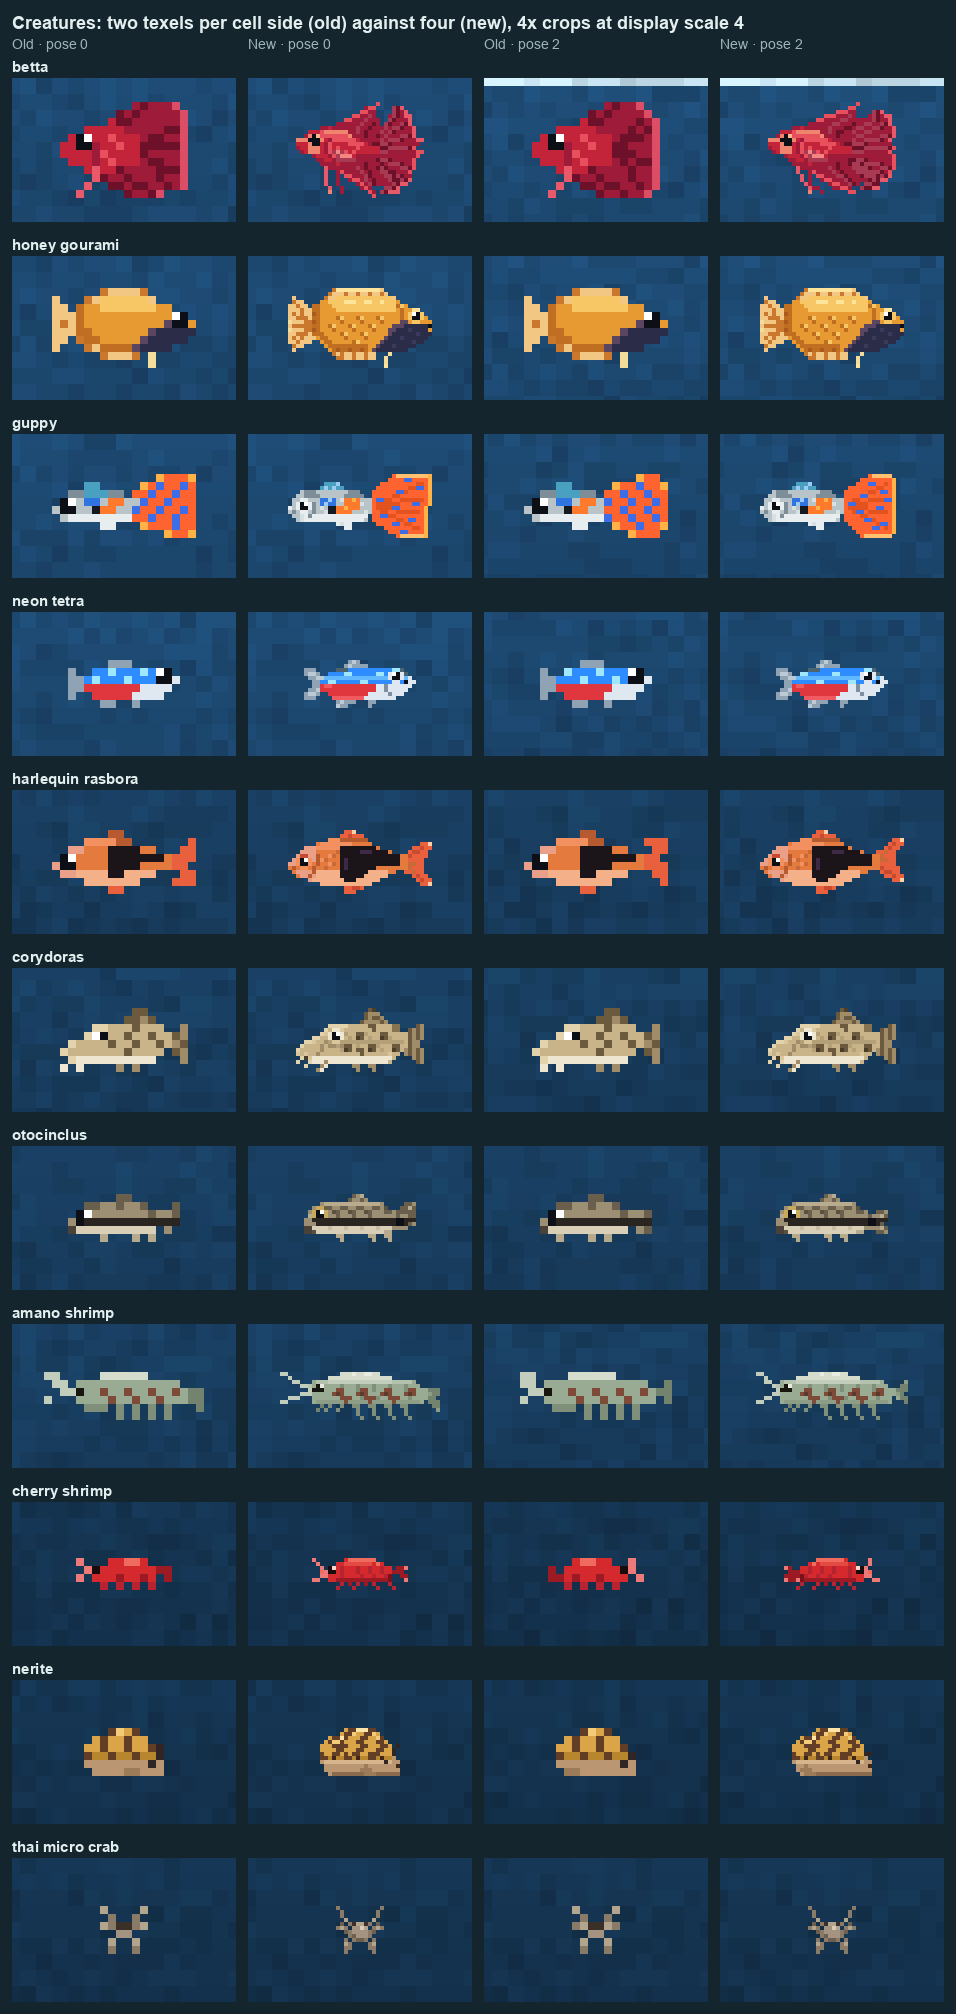 Creatures: two texels per cell side (old) against four (new), 4x crops at display scale 4
Old · pose 0 New · pose 0 Old · pose 2 New · pose 2
betta
honey gourami
guppy
neon tetra
harlequin rasbora
corydoras
otocinclus
amano shrimp
cherry shrimp
nerite
thai micro crab